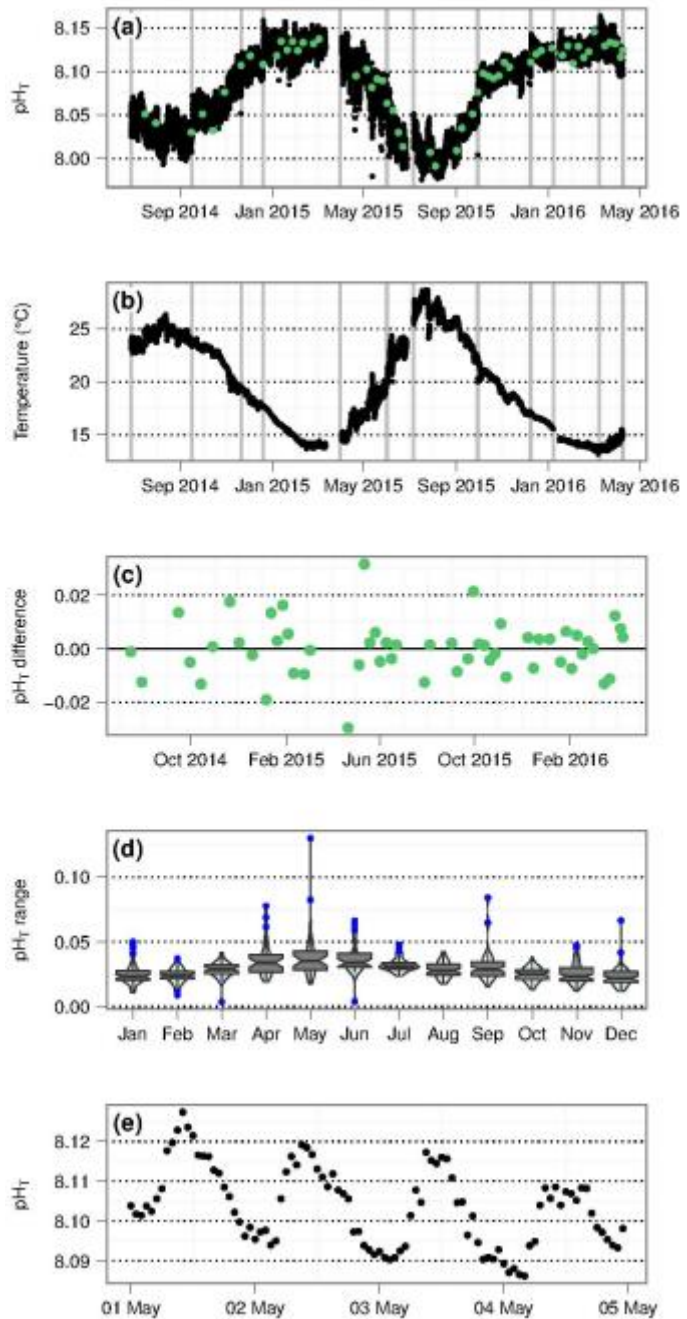 (a)
pHT
8.15
8.10
8.05
8.00
Sep 2014 Jan 2015 May 2015 Sep 2015 Jan 2016 May 2016
(b)
Temperature (°C)
25
20
15
Sep 2014 Jan 2015 May 2015 Sep 2015 Jan 2016 May 2016
(c)
pHT difference
0.02
0.00
−0.02
Oct 2014 Feb 2015 Jun 2015 Oct 2015 Feb 2016
(d)
pHT range
0.10
0.05
0.00
Jan Feb Mar Apr May Jun Jul Aug Sep Oct Nov Dec
(e)
pHT
8.12
8.11
8.10
8.09
01 May 02 May 03 May 04 May 05 May